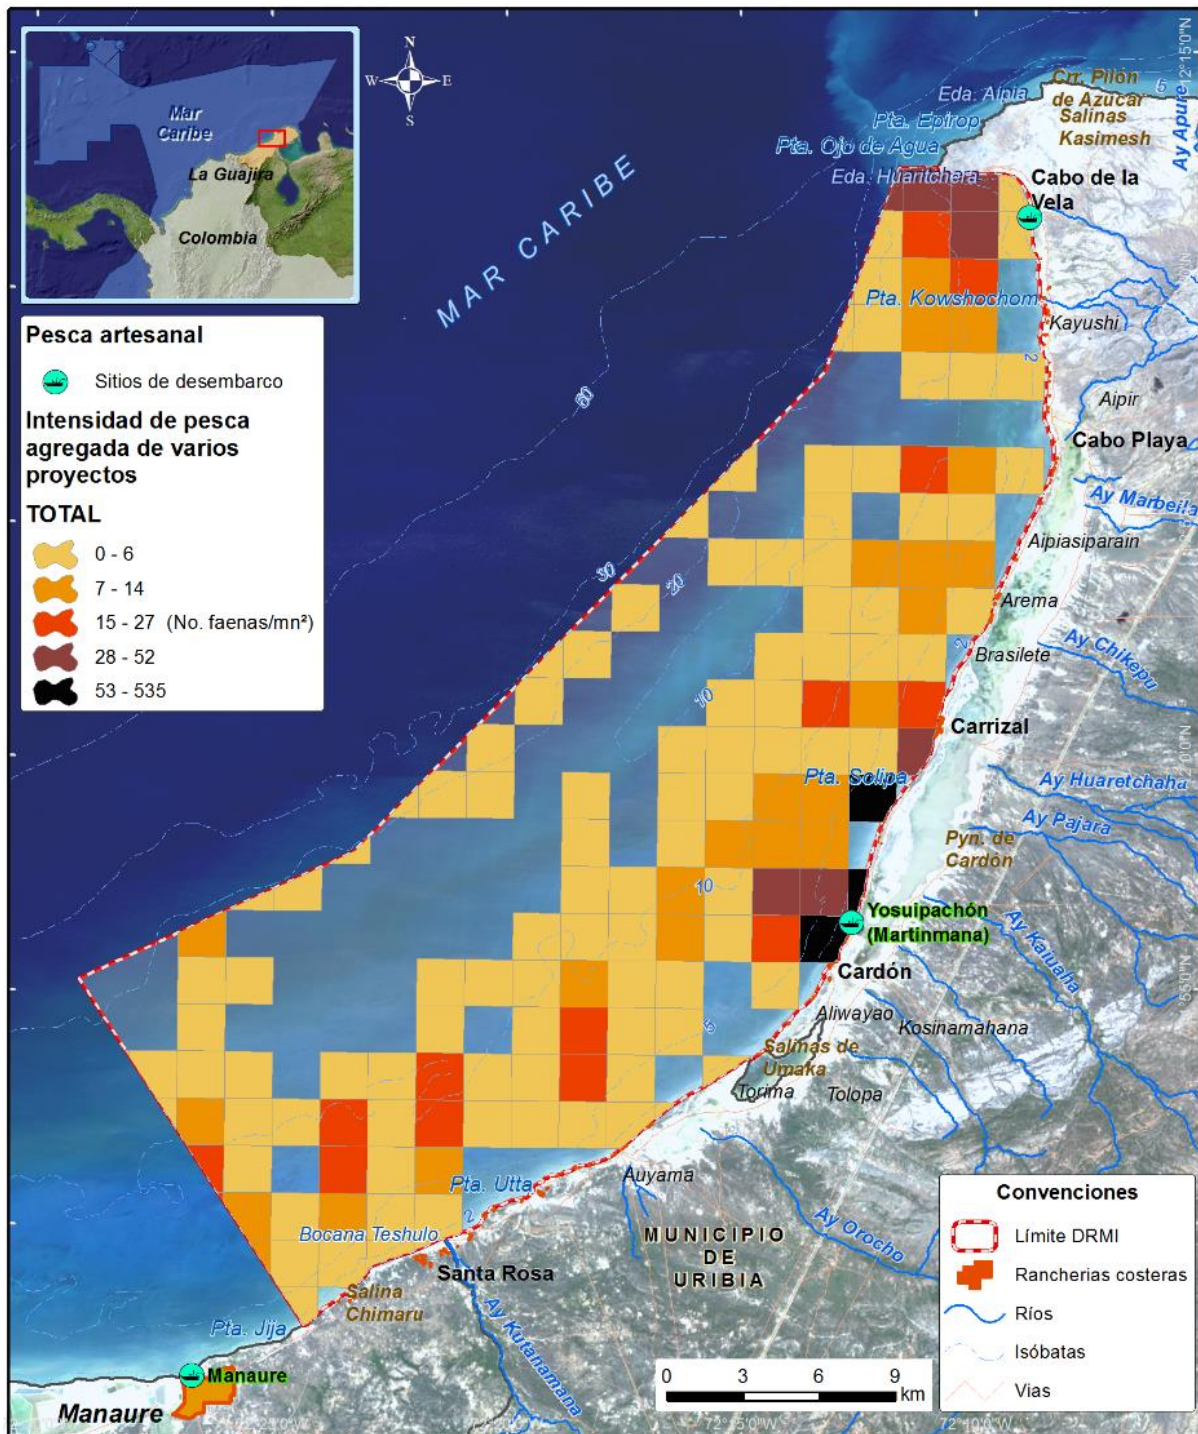 N
W
E
S
Mar
Caribe
La Guajira
Colombia
Pesca artesanal
Sitios de desembarco
Intensidad de pesca
agregada de varios
proyectos
TOTAL
0 - 6
7 - 14
15 - 27 (No. faenas/mn²)
28 - 52
53 - 535
MAR CARIBE
12°15'0"N
5
Crr. Pilón
de Azúcar
Eda. Aipia
Salinas
Kasimesh
Ay Apure
Pta. Epirop
Pta. Ojo de Agua
Eda. Huaritchera
Cabo de la
Vela
Pta. Kowshochom
Kayushi
2
60
Aipir
Cabo Playa
Ay Marbeila
Aipiasiparain
30
20
Arema
2
Brasilete
Ay Chikepu
10
Carrizal
Pta. Solipa
Ay Huaretchaha
Ay Pajara
Pyn. de
Cardón
10
Yosuipachón
(Martinmana)
Ay Kaiuaha
Cardón
5
Aliwayao
Kosinamahana
Salinas de
Umaka
Torima
Tolopa
Auyama
Pta. Utta
2
Bocana Teshulo
MUNICIPIO
DE
URIBIA
Ay Orocho
Santa Rosa
Salina
Chimaru
Ay Kutanamana
Pta. Jija
Manaure
Manaure
0
3
6
9
km
72°15'0"W
72°10'0"W
Convenciones
Límite DRMI
Rancherias costeras
Ríos
Isóbatas
Vias